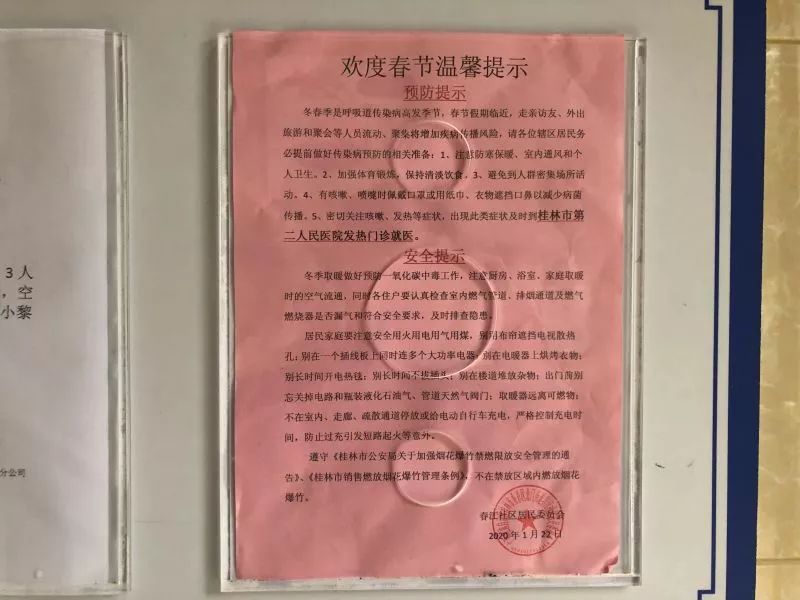 欢度春节温馨提示
预防提示
冬春季是呼吸道传染病高发季节，春节假期临近，走亲访友、外出
旅游和聚会等人员流动、聚集将增加疾病传播风险，请各位辖区居民务
必提前做好传染病预防的相关准备：1、注意防寒保暖、室内通风和个
人卫生。2、加强体育锻炼，保持清淡饮食。3、避免到人群密集场所活
动。4、有咳嗽、喷嚏时佩戴口罩或用纸巾、衣物遮挡口鼻以减少病菌
传播。5、密切关注咳嗽、发热等症状，出现此类症状及时到桂林市第
二人民医院发热门诊就医。
安全提示
冬季取暖做好预防一氧化碳中毒工作，注意厨房、浴室、家庭取暖
时的空气流通，同时各住户要认真检查室内燃气管道、排烟通道及燃气
燃烧器是否漏气和符合安全要求，及时排查隐患。
居民家庭要注意安全用火用电用气用煤，别用布帘遮挡电视散热
孔；别在一个插线板上同时连多个大功率电器；别在电暖器上烘烤衣物；
别长时间开电热毯；别长时间不拔插头；别在楼道堆放杂物；出门前别
忘关掉电路和瓶装液化石油气、管道天然气阀门；取暖器远离可燃物；
不在室内、走廊、疏散通道停放或给电动自行车充电，严格控制充电时
间，防止过充引发短路起火等意外。
遵守《桂林市公安局关于加强烟花爆竹禁燃限放安全管理的通
告》、《桂林市销售燃放烟花爆竹管理条例》，不在禁放区域内燃放烟花
爆竹。
春江社区居民委员会
2020年1月22日
3人
，空
小黎
分公司